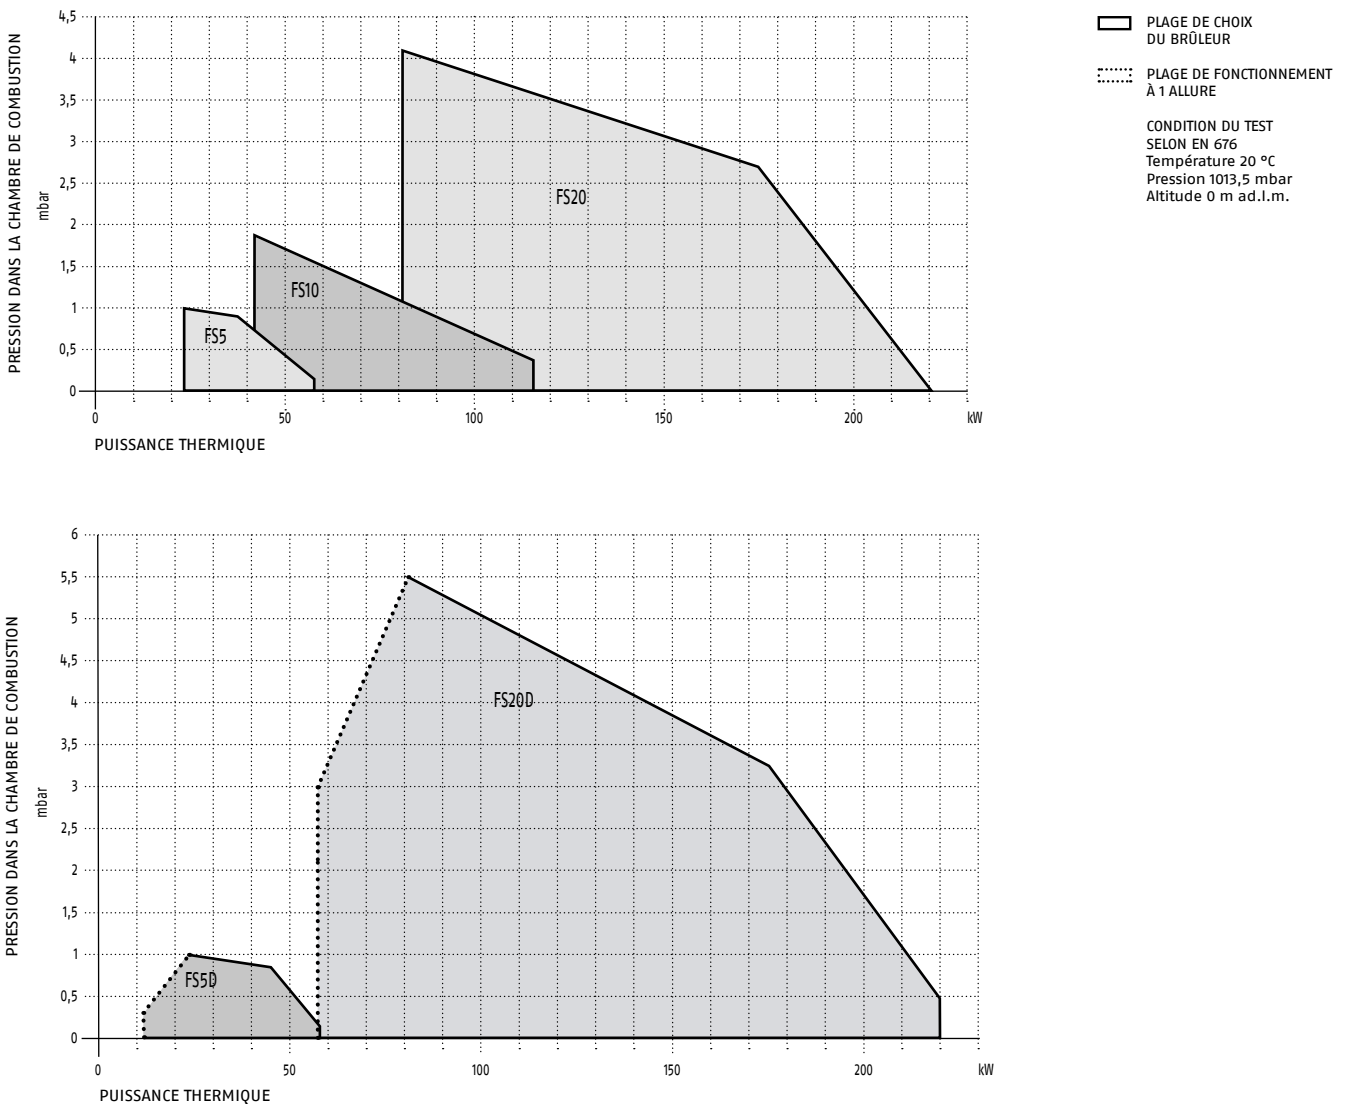 4,5
4
3,5
3
2,5
2
1,5
1
0,5
0
PRESSION DANS LA CHAMBRE DE COMBUSTION
mbar
FS20
FS10
FS5
0 50 100 150 200 kW
PUISSANCE THERMIQUE
PLAGE DE CHOIX
DU BRÛLEUR
PLAGE DE FONCTIONNEMENT
À 1 ALLURE
CONDITION DU TEST
SELON EN 676
Température 20 °C
Pression 1013,5 mbar
Altitude 0 m ad.l.m.
6
5,5
5
4,5
4
3,5
3
2,5
2
1,5
1
0,5
0
PRESSION DANS LA CHAMBRE DE COMBUSTION
mbar
FS20D
FS5D
0 50 100 150 200 kW
PUISSANCE THERMIQUE